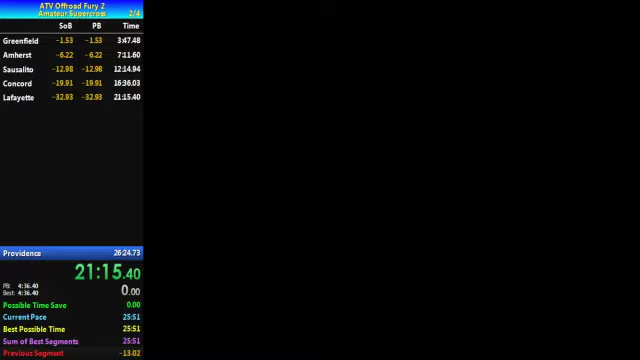 ATV Offroad Fury 2
Amateur Supercross 2/4
SoB PB Time
Greenfield −1.53 −1.53 3:47.48
Amherst −6.22 −6.22 7:11.60
Sausalito −12.98 −12.98 12:14.94
Concord −19.91 −19.91 16:36.03
Lafayette −32.93 −32.93 21:15.40
Providence 26:24.73
21:15.40
PB: 4:36.40
Best: 4:36.40
0.00
Possible Time Save 0.00
Current Pace 25:51
Best Possible Time 25:51
Sum of Best Segments 25:51
Previous Segment −13.02